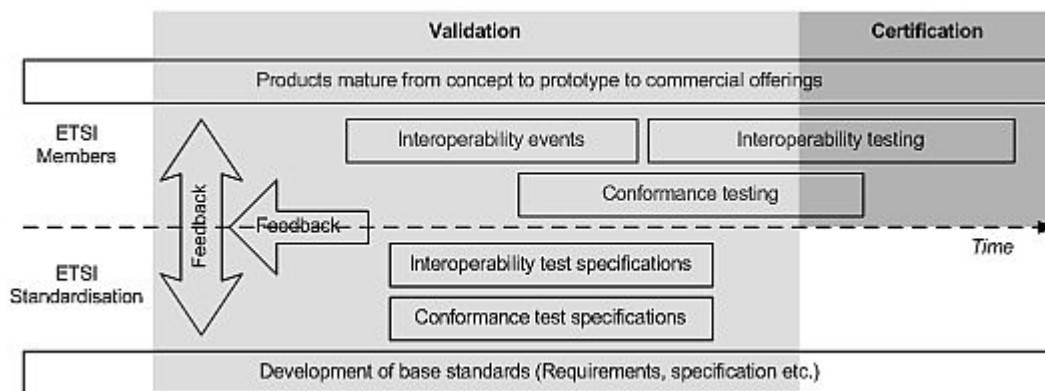 Validation
Certification
Products mature from concept to prototype to commercial offerings
ETSI
Members
Interoperability events
Interoperability testing
Conformance testing
Feedback
Feedback
Time
ETSI
Standardisation
Interoperability test specifications
Conformance test specifications
Development of base standards (Requirements, specification etc.)